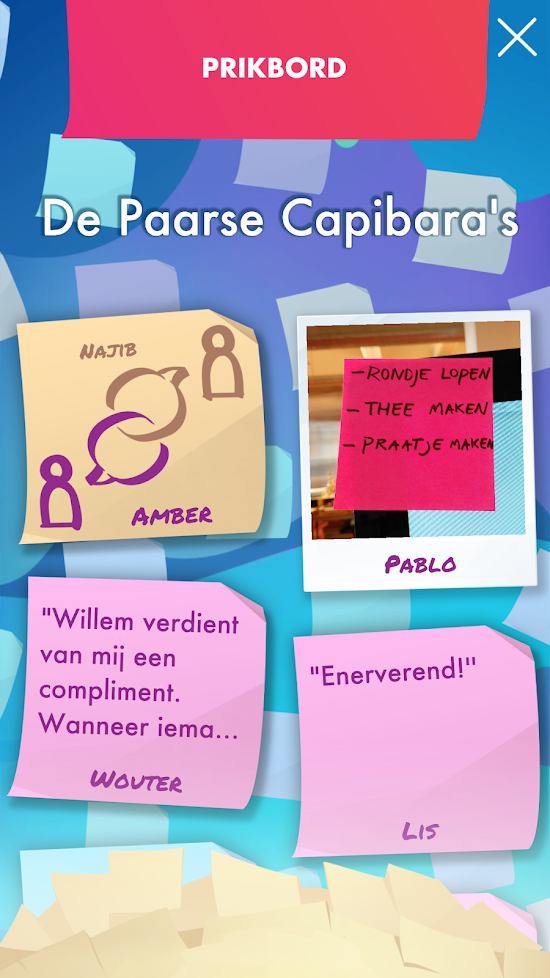 PRIKBORD
De Paarse Capibara's
Najib
Amber
- RONDJE LOPEN
- THEE MAKEN
- PRAATJE MAKEN
Pablo
"Willem verdient
van mij een
compliment.
Wanneer iema...
Wouter
"Enerverend!"
Lis